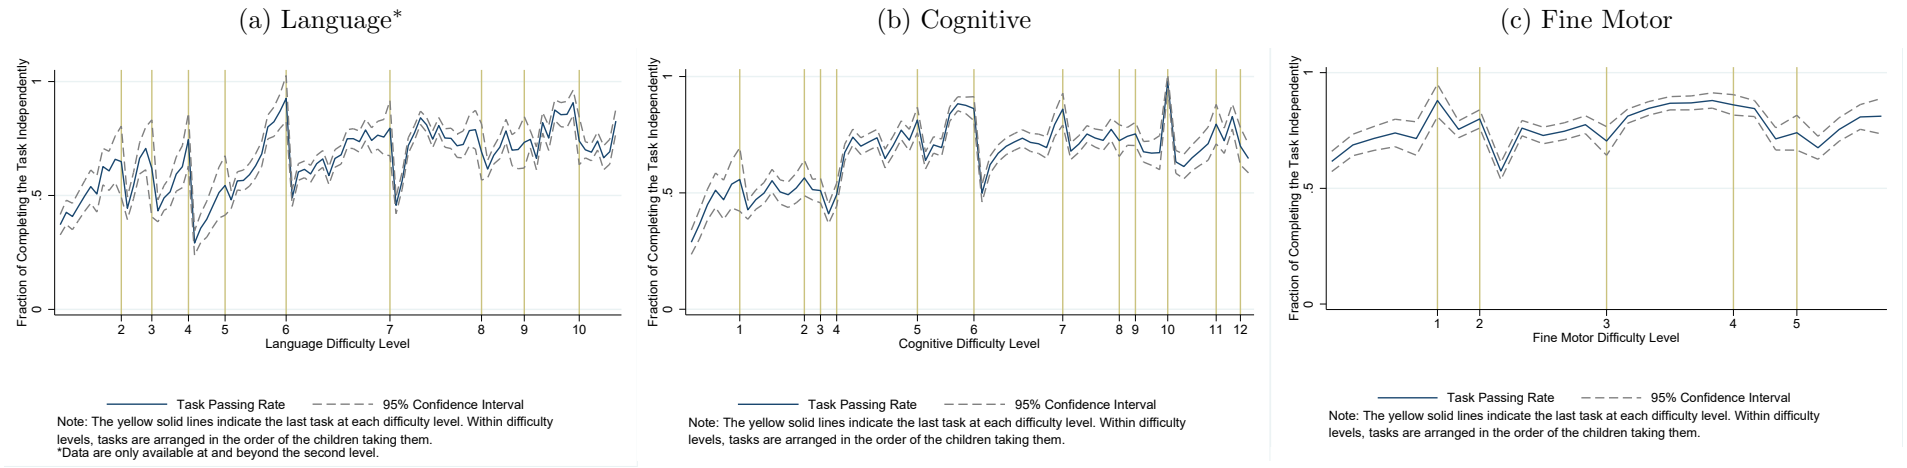 (a) Language*
Fraction of Completing the Task Independently
1
.5
0
2 3 4 5 6 7 8 9 10
Language Difficulty Level
Task Passing Rate 95% Confidence Interval
Note: The yellow solid lines indicate the last task at each difficulty level. Within difficulty
levels, tasks are arranged in the order of the children taking them.
*Data are only available at and beyond the second level.
(b) Cognitive
Fraction of Completing the Task Independently
1
.5
0
1 2 3 4 5 6 7 8 9 10 11 12
Cognitive Difficulty Level
Task Passing Rate 95% Confidence Interval
Note: The yellow solid lines indicate the last task at each difficulty level. Within difficulty
levels, tasks are arranged in the order of the children taking them.
(c) Fine Motor
Fraction of Completing the Task Independently
1
.5
0
1 2 3 4 5
Fine Motor Difficulty Level
Task Passing Rate 95% Confidence Interval
Note: The yellow solid lines indicate the last task at each difficulty level. Within difficulty
levels, tasks are arranged in the order of the children taking them.